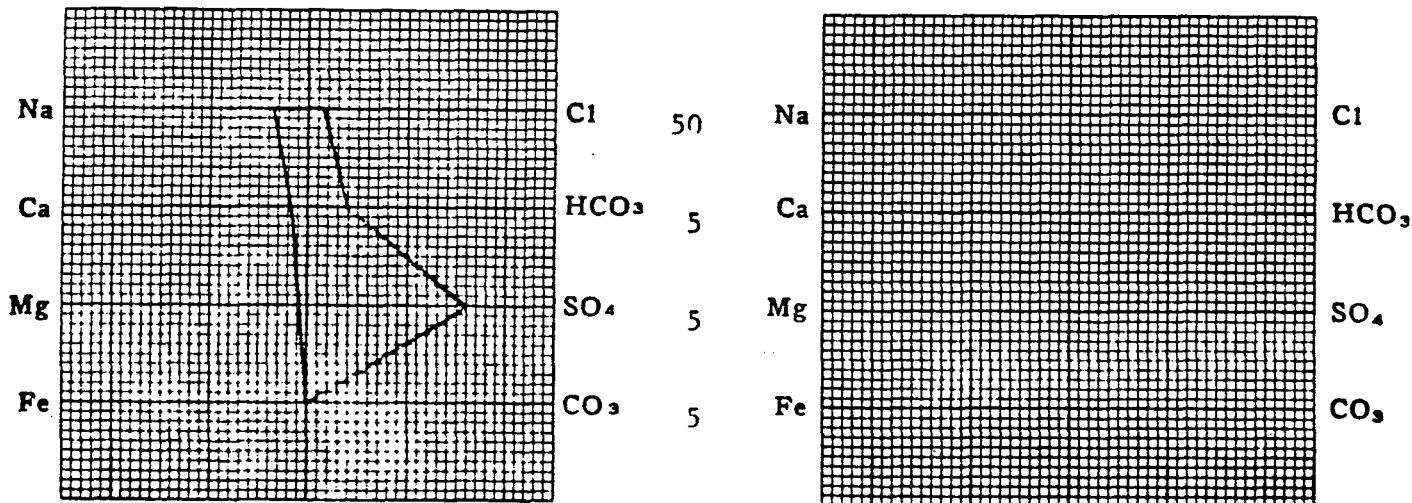 Na Cl 50 Na Cl
Ca HCO₃ 5 Ca HCO₃
Mg SO₄ 5 Mg SO₄
Fe CO₃ 5 Fe CO₃